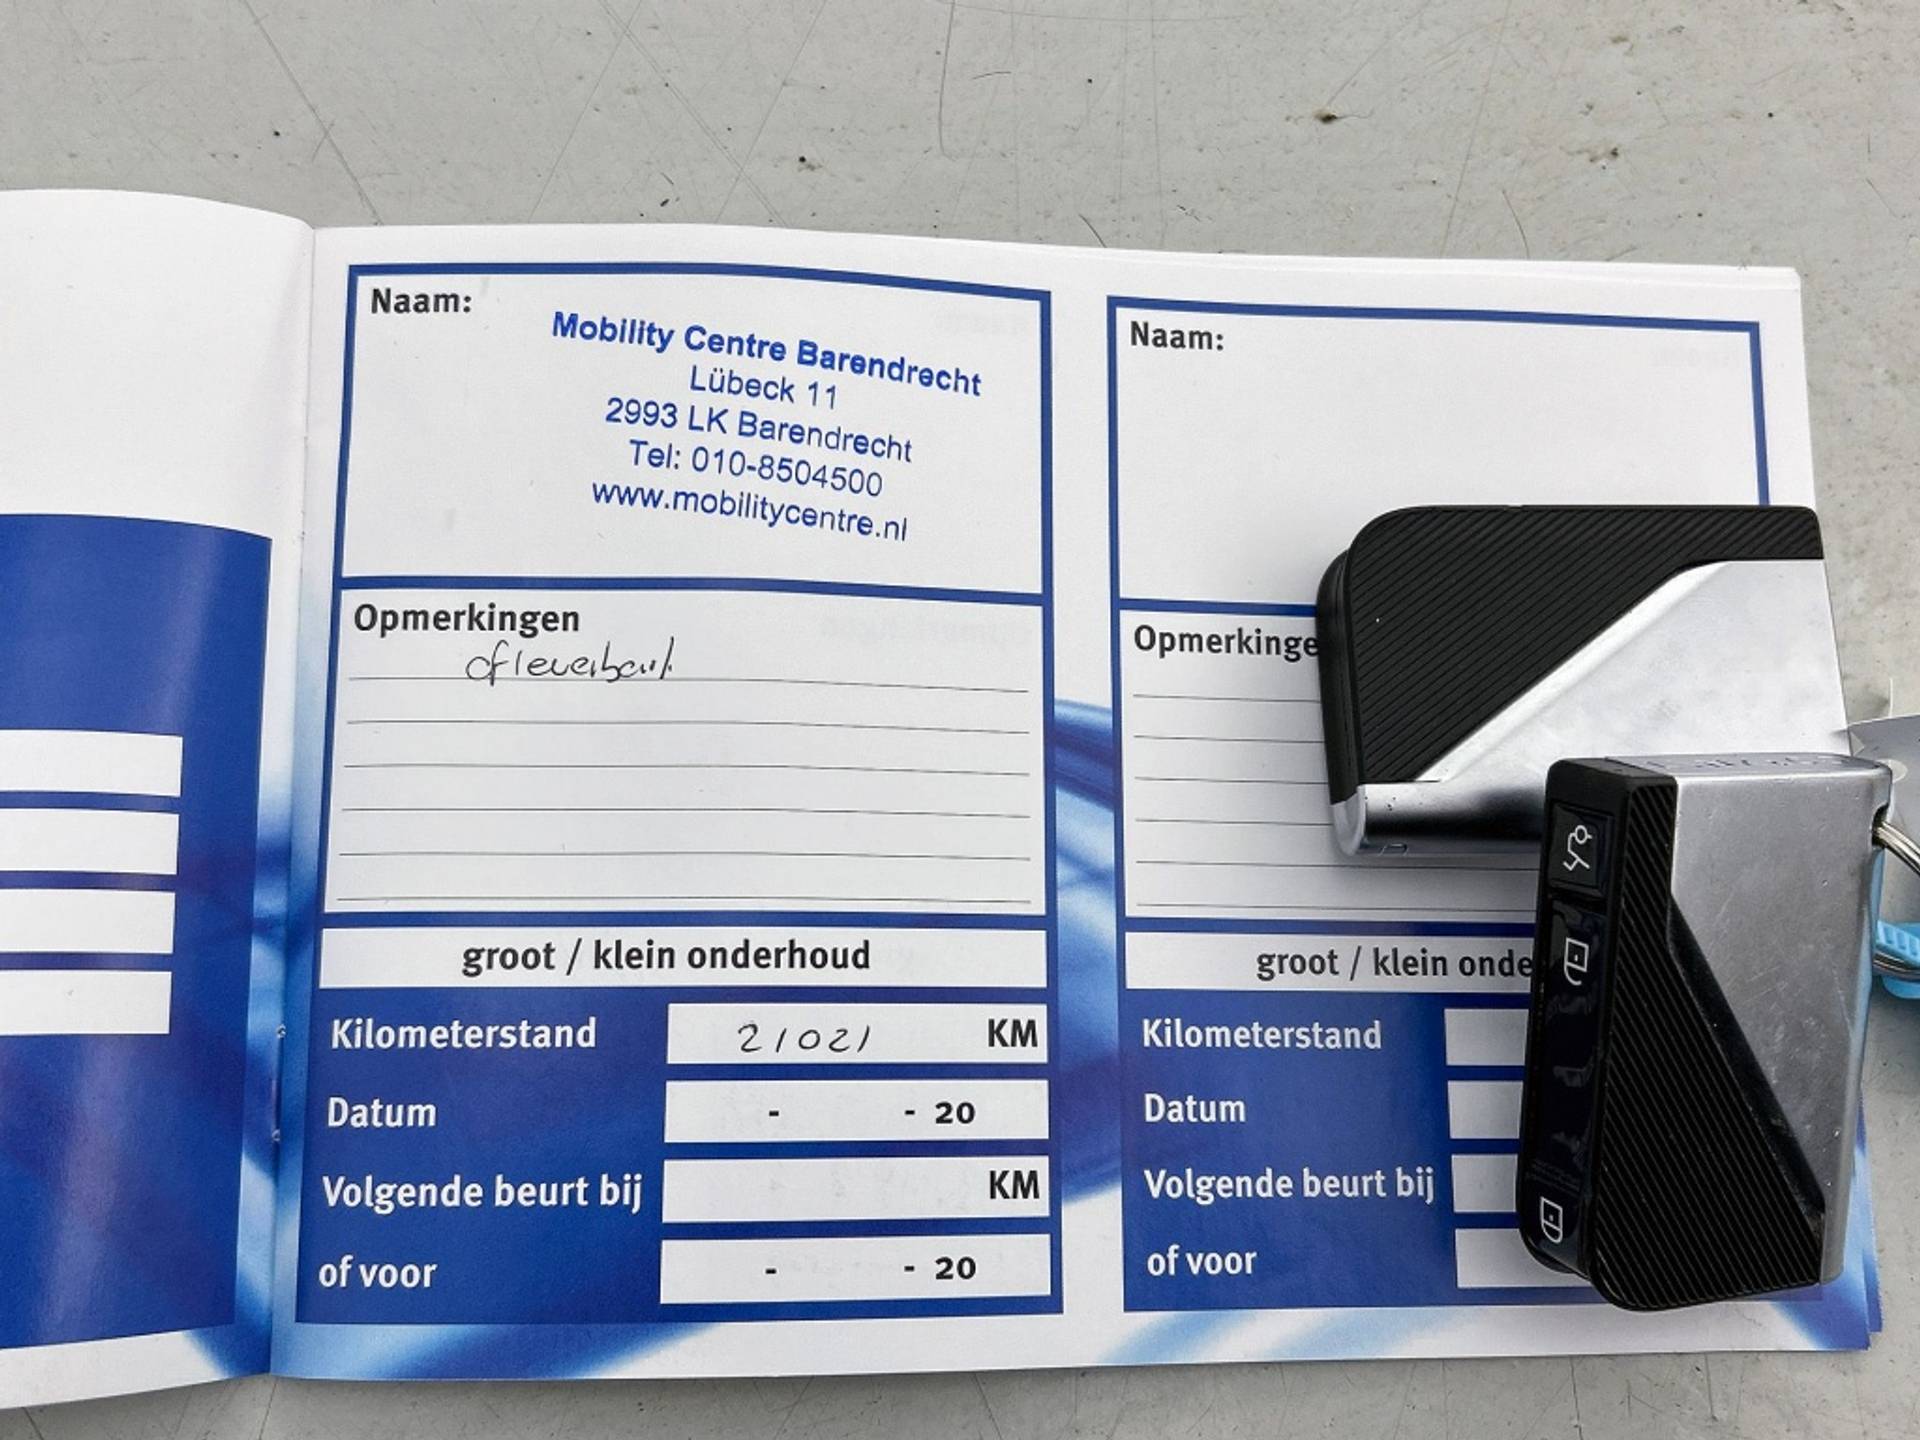 Naam:
Mobility Centre Barendrecht
Lübeck 11
2993 LK Barendrecht
Tel: 010-8504500
www.mobilitycentre.nl
Opmerkingen
groot / klein onderhoud
Kilometerstand 21021 KM
Datum - - 20
Volgende beurt bij KM
of voor - - 20
Naam:
Opmerkinge
groot / klein onde
Kilometerstand
Datum
Volgende beurt bij
of voor